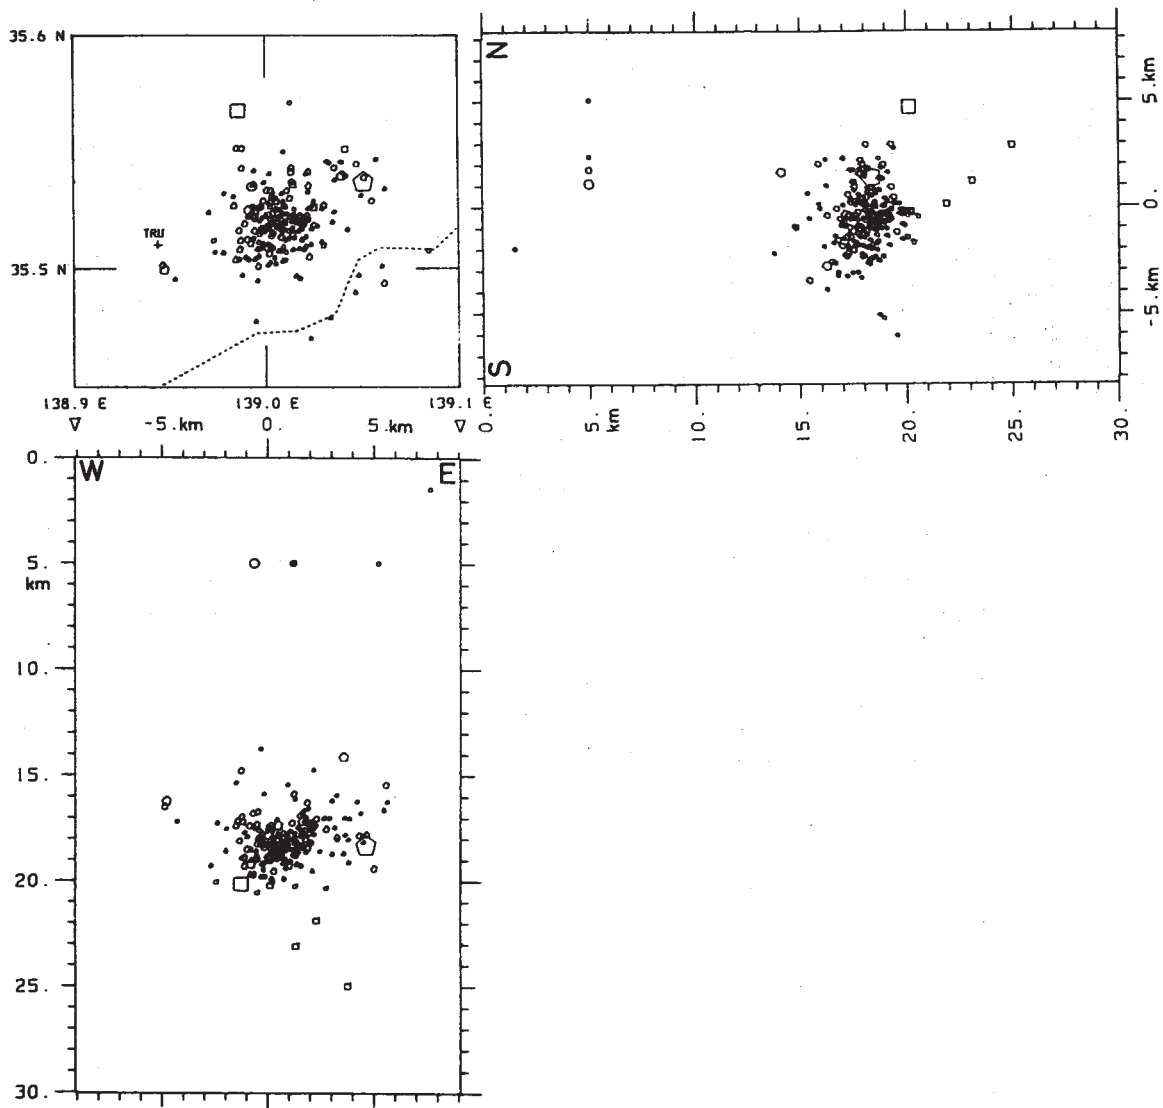 35.6 N
N
5.km
TRU
0.
35.5 N
-5.km
S
138.9 E 139.0 E 139.1 E
0. 5. km 10. 15. 20. 25. 30.
▽ -5.km 0. 5.km ▽
0. W E
5.
km
10.
15.
20.
25.
30.